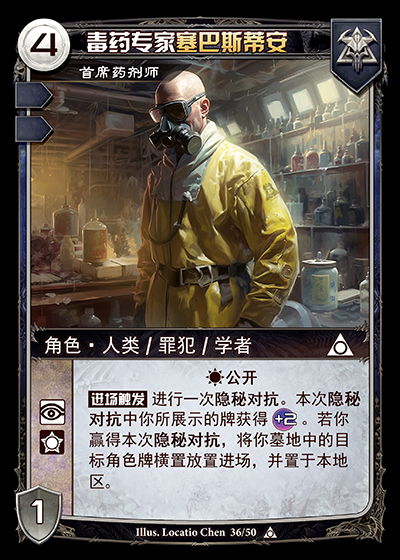 4
毒药专家塞巴斯蒂安
首席药剂师
角色・人类 / 罪犯 / 学者
公开
进场触发 进行一次隐秘对抗。本次隐秘
对抗中你所展示的牌获得 +2 。若你
赢得本次隐秘对抗，将你墓地中的目
标角色牌横置放置进场，并置于本地
区。
1
Illus. Locatio Chen 36/50